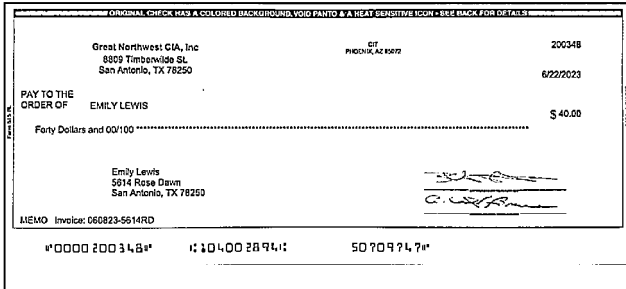 ORIGINAL CHECK HAS A COLORED BACKGROUND, VOID PANTO & A HEAT SENSITIVE ICON - SEE BACK FOR DETAILS
Great Northwest CIA, Inc
8809 Timberwilde St.
San Antonio, TX 78250
CIT
PHOENIX, AZ 85072
200348
6/22/2023
PAY TO THE
ORDER OF EMILY LEWIS
$ 40.00
Forty Dollars and 00/100 ****************************************
Emily Lewis
5614 Rose Dawn
San Antonio, TX 78250
MEMO Invoice: 060823-5614RD
⑈0000200348⑈ ⑆104002894⑆ 50709747⑈